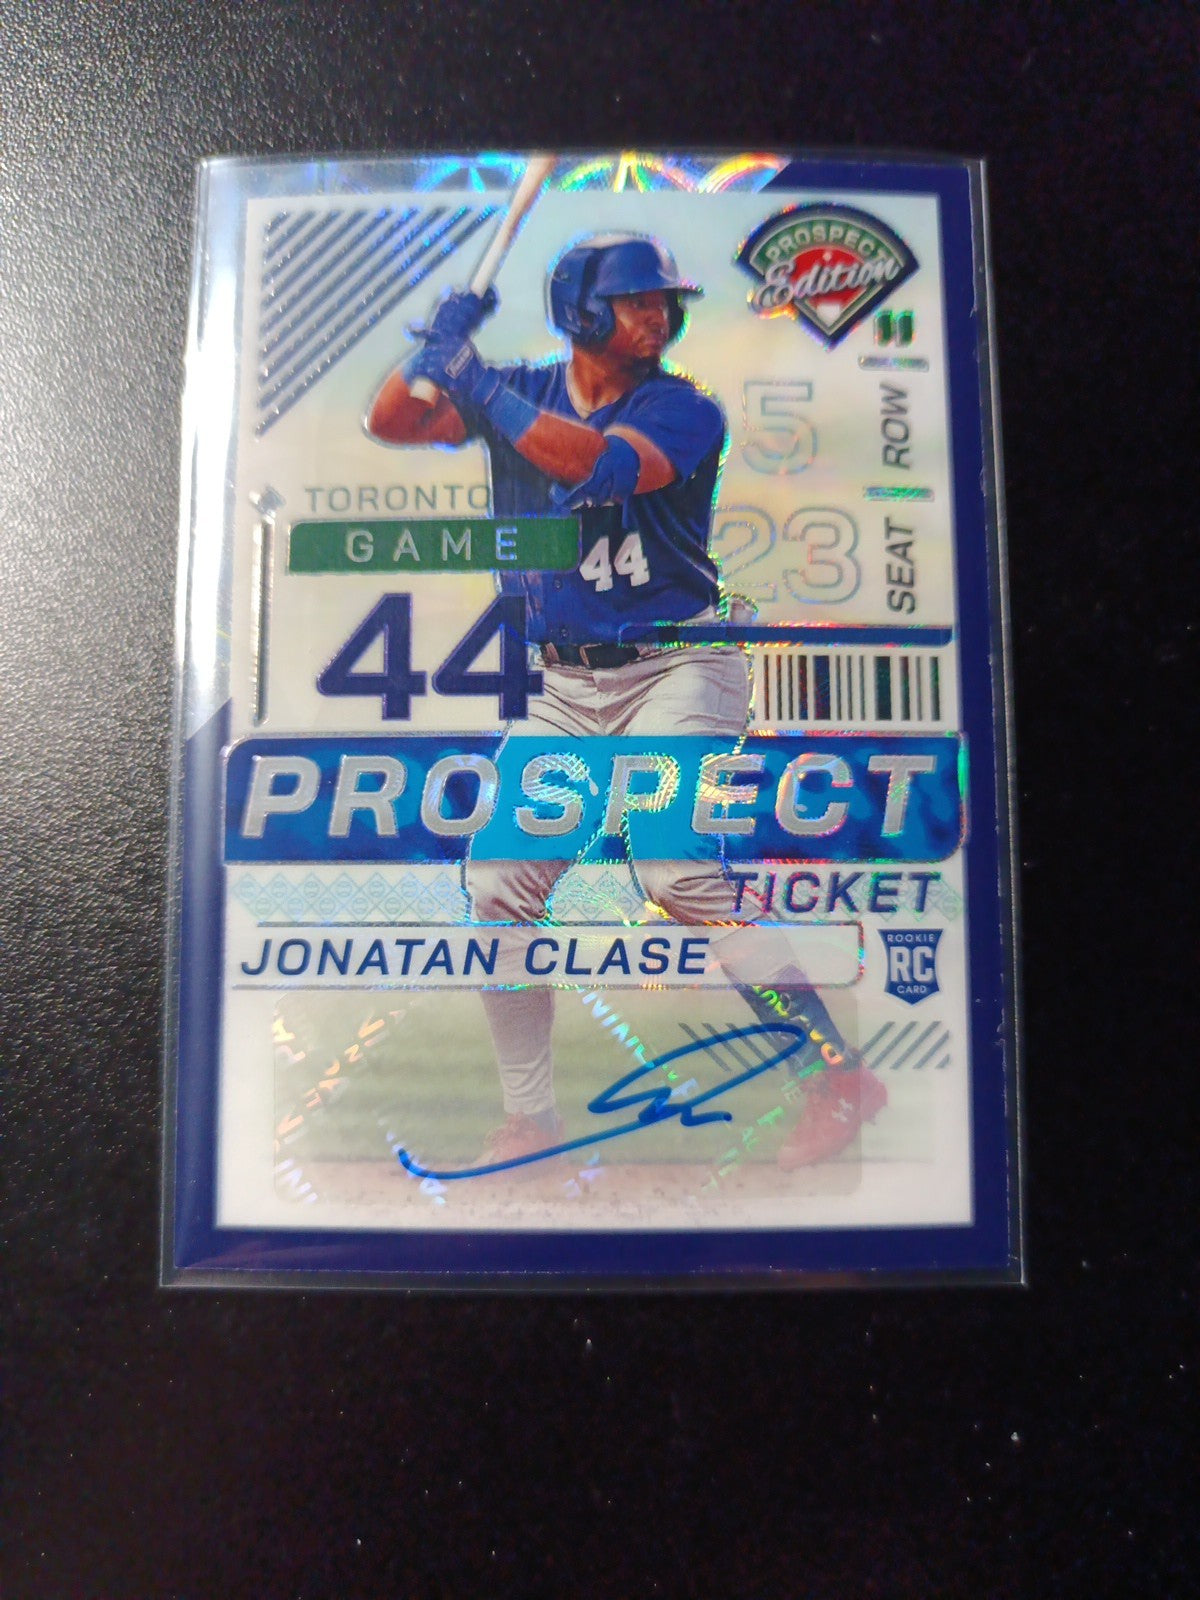 PROSPECT
Edition
5
ROW
TORONTO
GAME
44
23
SEAT
44
PROSPECT
TICKET
JONATAN CLASE
ROOKIE
RC
CARD